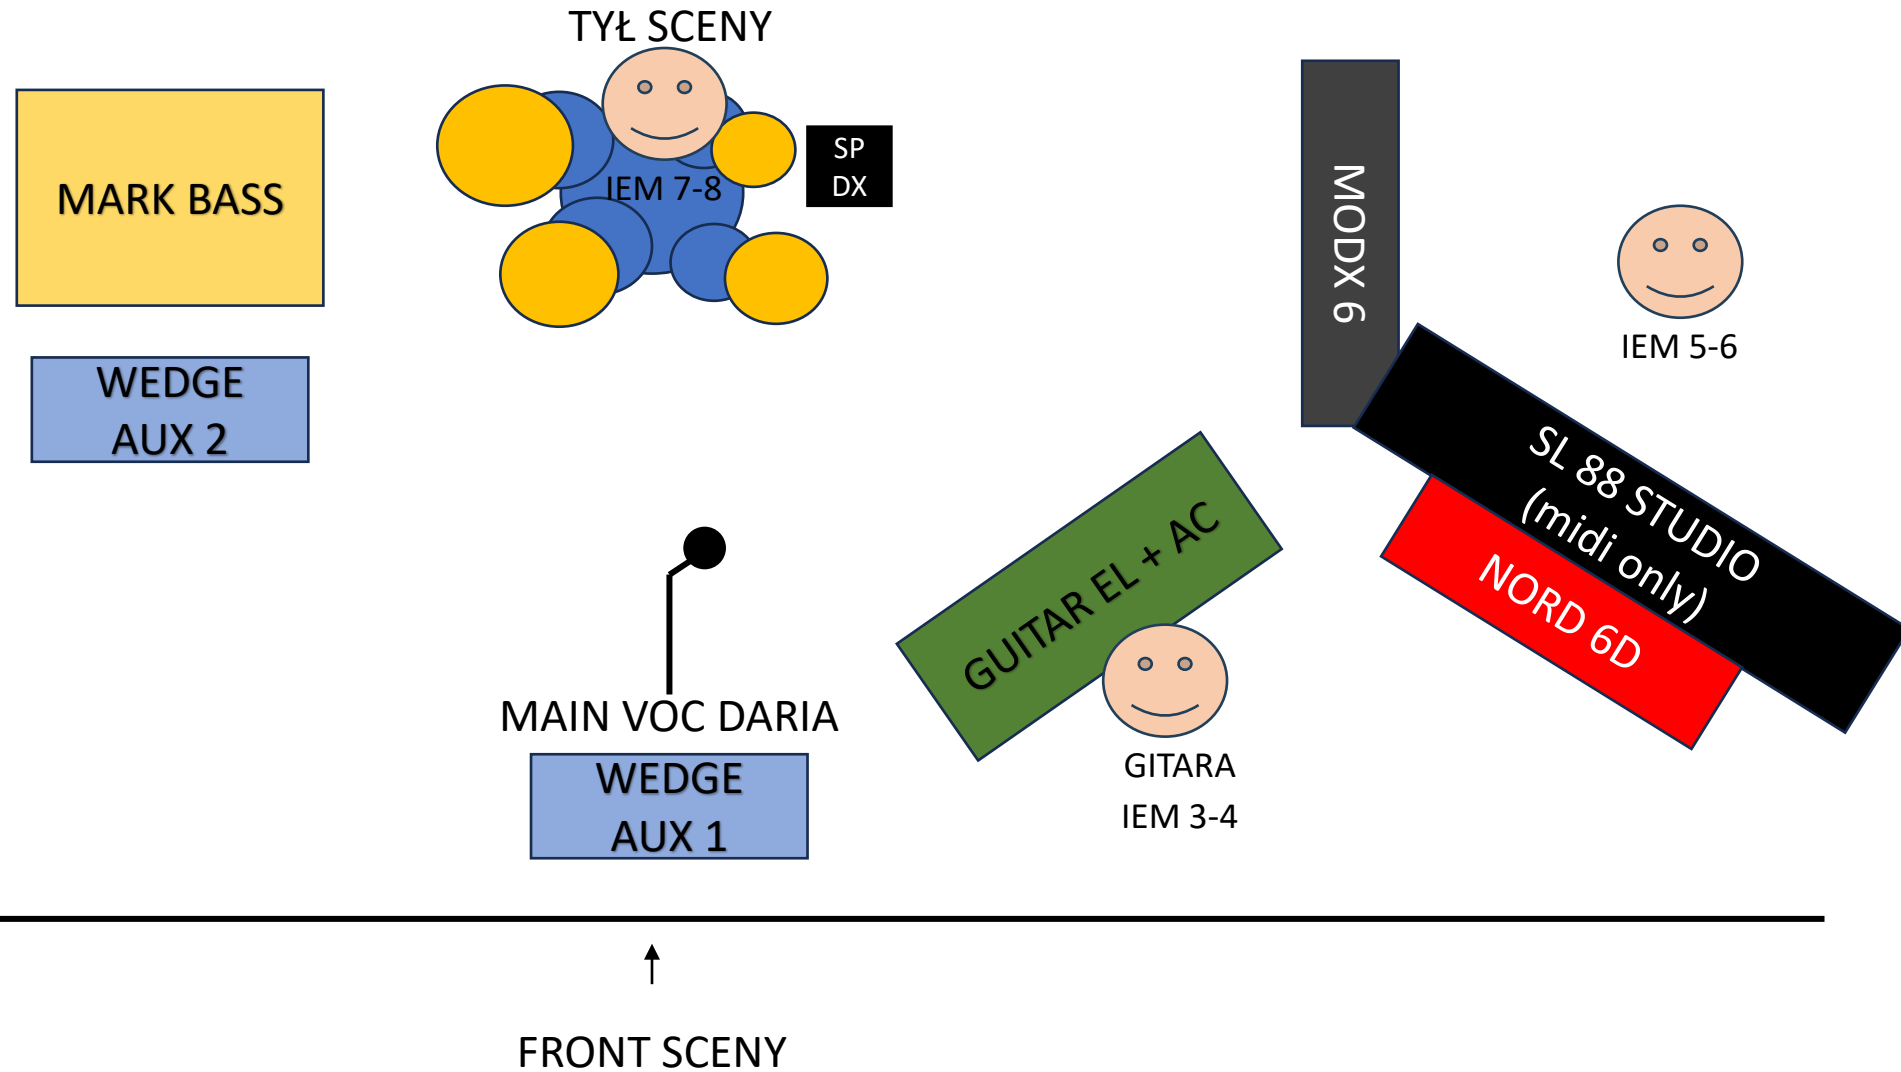 TYŁ SCENY
MARK BASS
IEM 7-8
SP
DX
MODX 6
IEM 5-6
WEDGE
AUX 2
SL 88 STUDIO
(midi only)
NORD 6D
GUITAR EL + AC
MAIN VOC DARIA
WEDGE
AUX 1
GITARA
IEM 3-4
FRONT SCENY